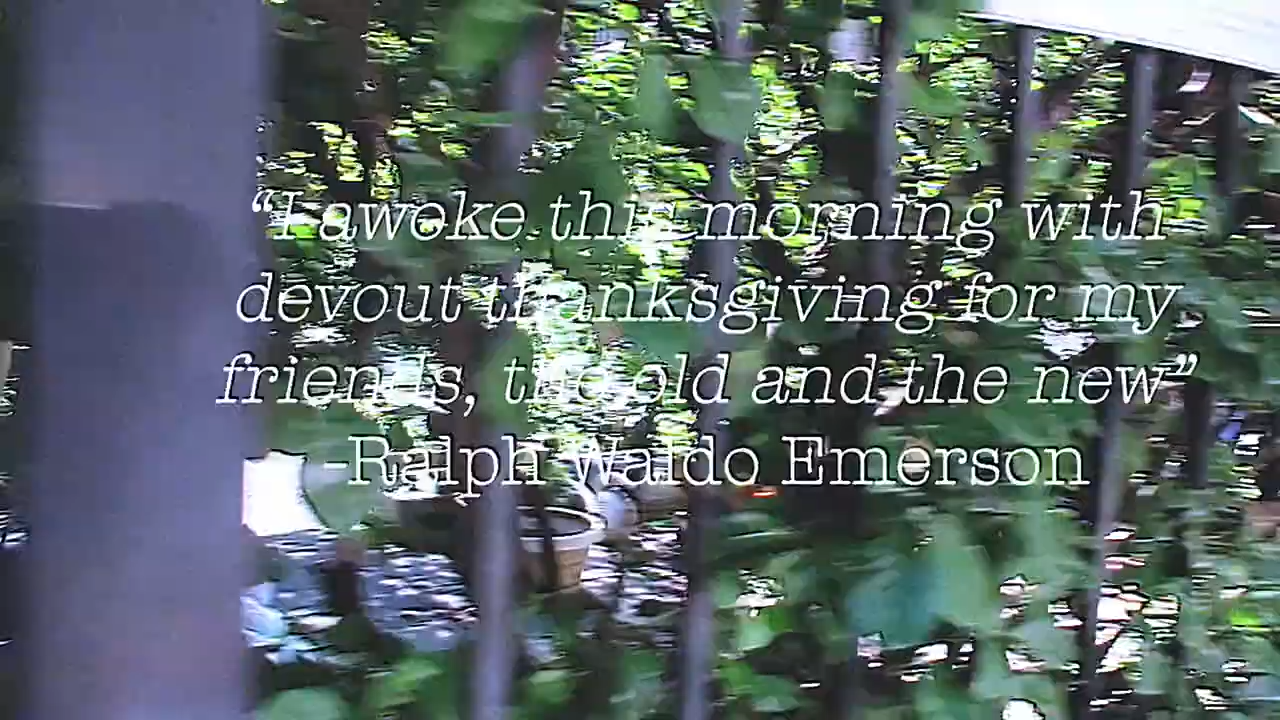 “I awoke this morning with
devout thanksgiving for my
friends, the old and the new”
-Ralph Waldo Emerson